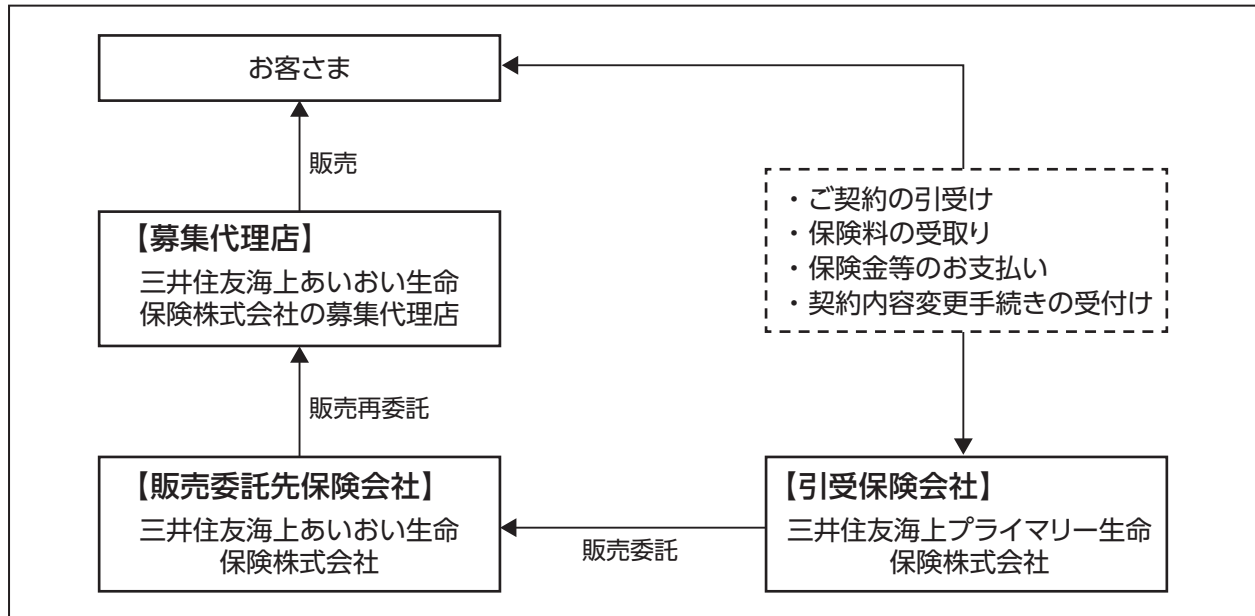 お客さま
販売
【募集代理店】
三井住友海上あいおい生命
保険株式会社の募集代理店
販売再委託
【販売委託先保険会社】
三井住友海上あいおい生命
保険株式会社
・ご契約の引受け
・保険料の受取り
・保険金等のお支払い
・契約内容変更手続きの受付け
【引受保険会社】
三井住友海上プライマリー生命
保険株式会社
販売委託